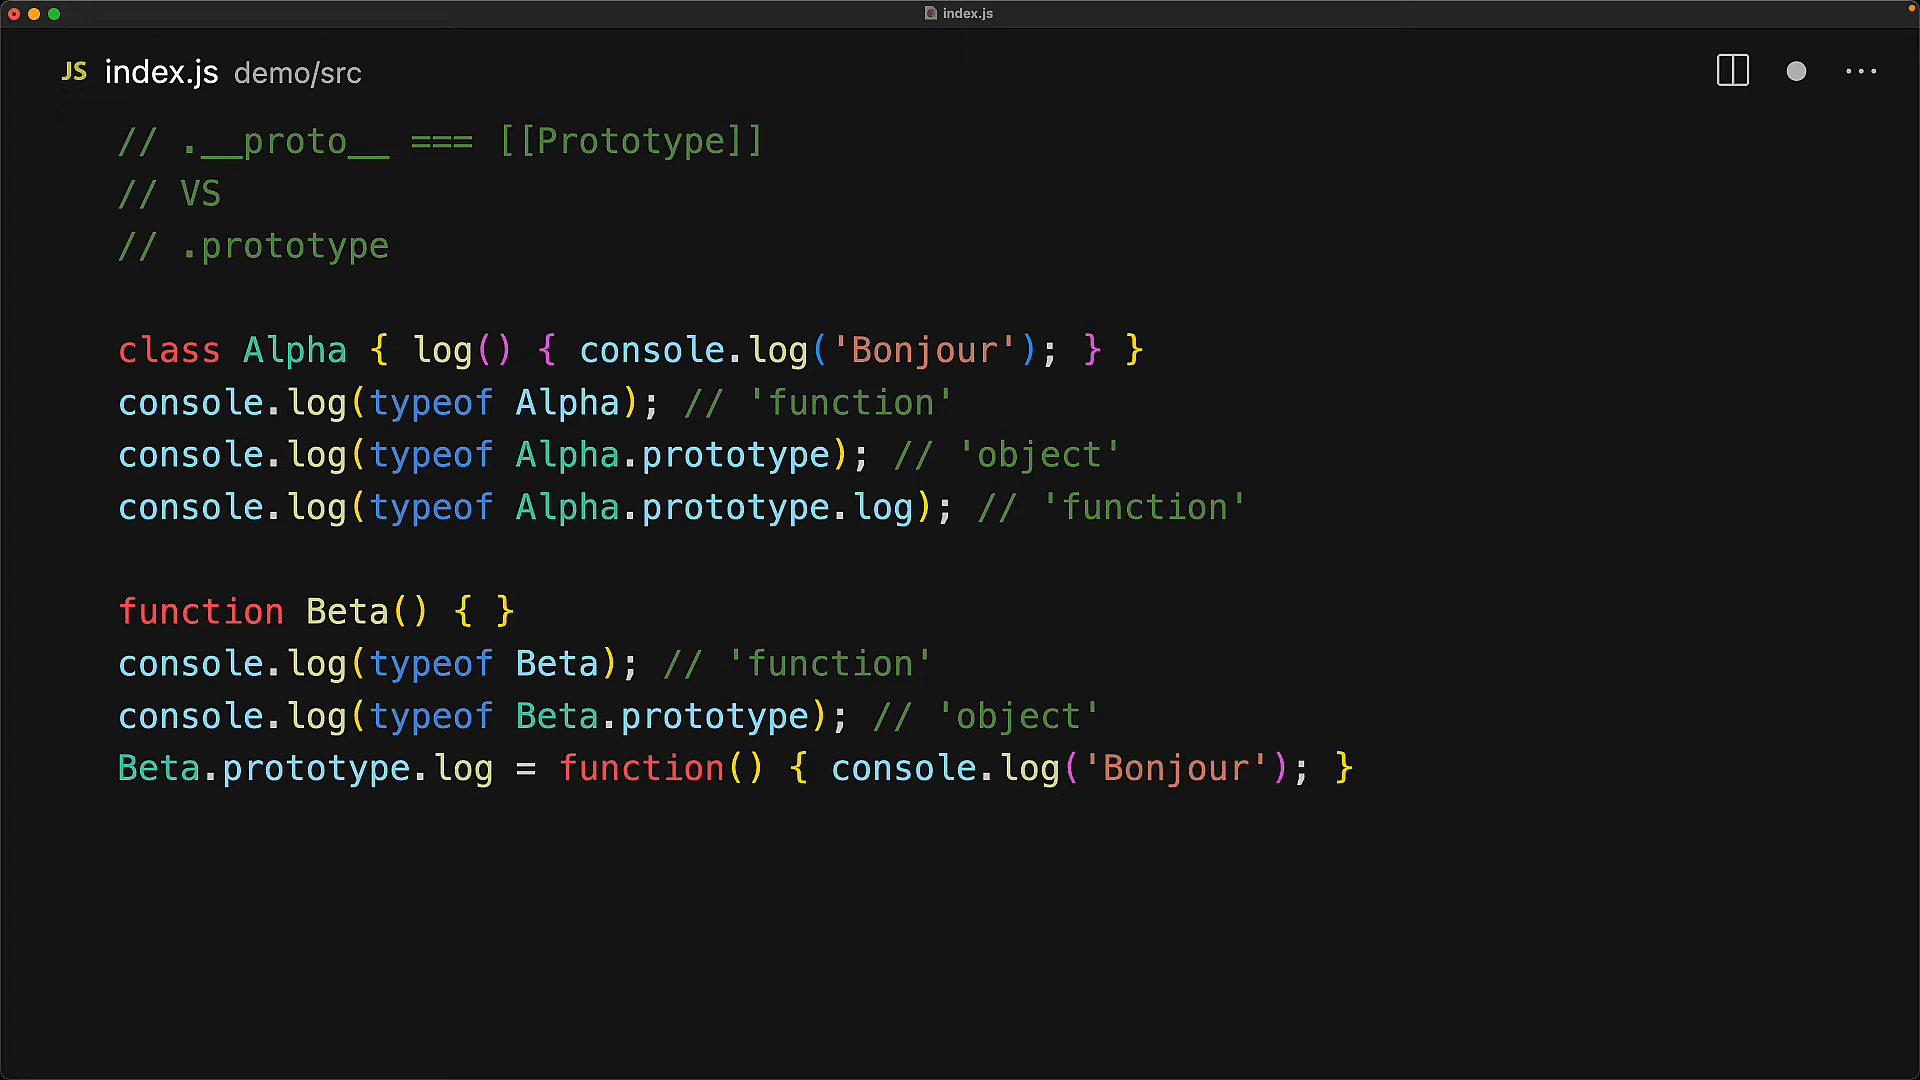 index.js
JS index.js demo/src
// .__proto__ === [[Prototype]]
// VS
// .prototype
class Alpha { log() { console.log('Bonjour'); } }
console.log(typeof Alpha); // 'function'
console.log(typeof Alpha.prototype); // 'object'
console.log(typeof Alpha.prototype.log); // 'function'
function Beta() { }
console.log(typeof Beta); // 'function'
console.log(typeof Beta.prototype); // 'object'
Beta.prototype.log = function() { console.log('Bonjour'); }